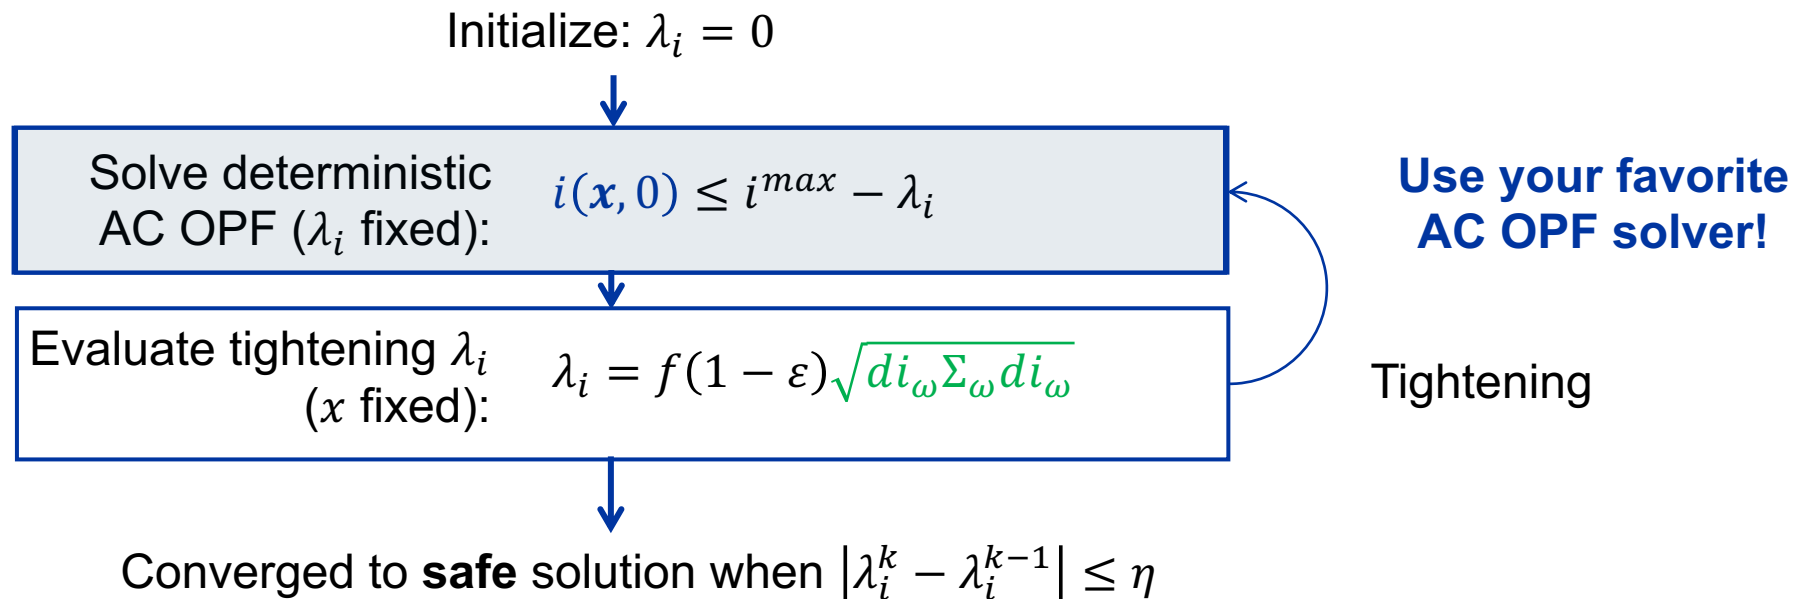 Initialize: λ_i = 0
Solve deterministic
AC OPF (λ_i fixed):
i(x, 0) ≤ i^{max} − λ_i
Use your favorite
AC OPF solver!
Evaluate tightening λ_i
(x fixed):
λ_i = f(1 − ε)√(di_ω Σ_ω di_ω)
Tightening
Converged to safe solution when |λ_i^k − λ_i^{k−1}| ≤ η